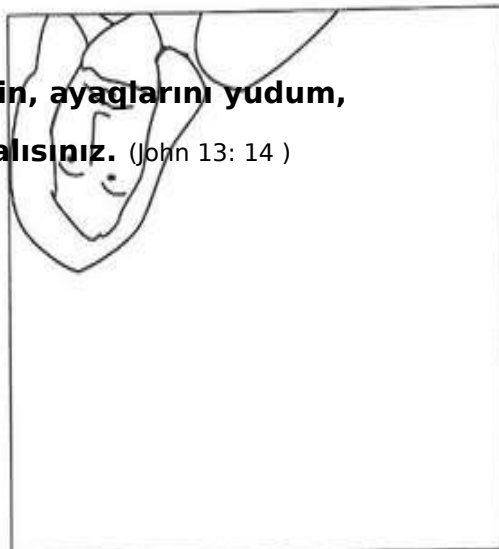 in, ayaqlarını yudum,
alısınız. (John 13: 14 )